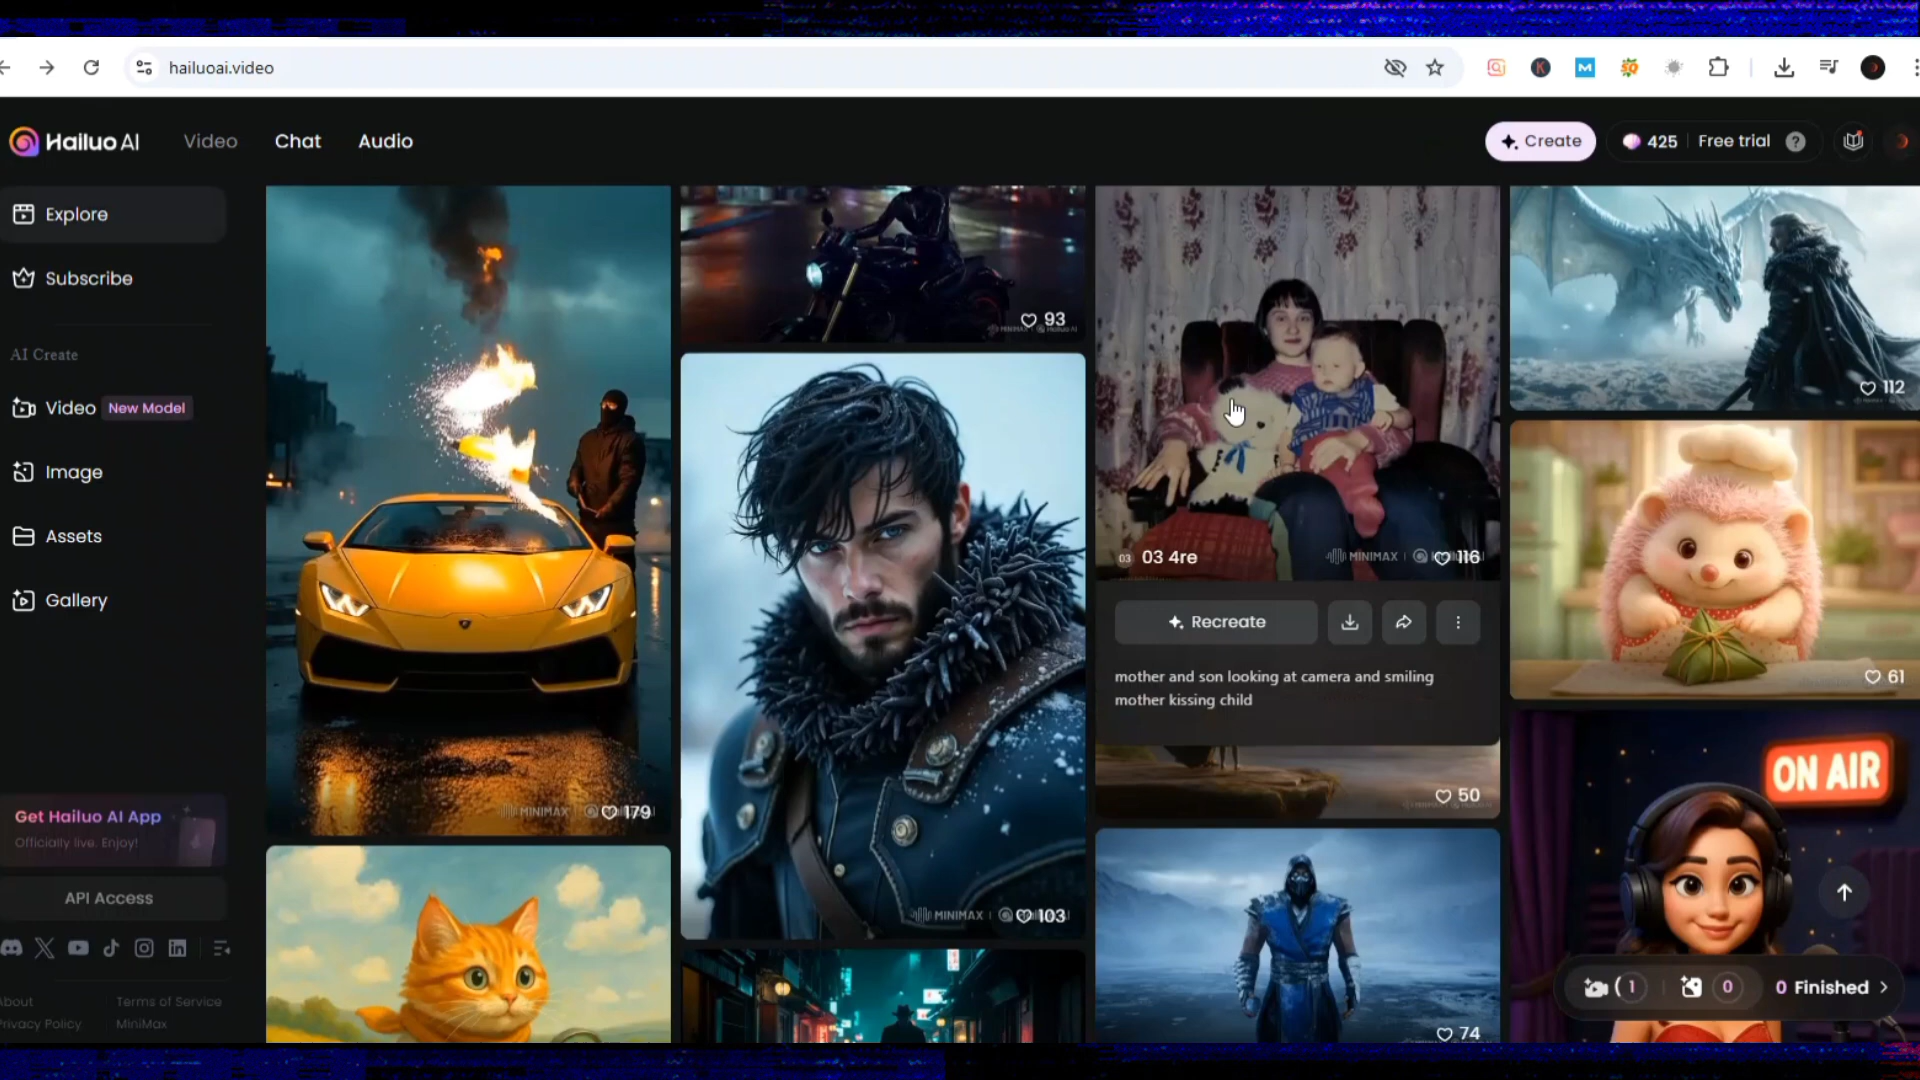 hailuoai.video
Hailuo AI
Video
Chat
Audio
Create
425
Free trial
?
Explore
Subscribe
AI Create
Video
New Model
Image
Assets
Gallery
Get Hailuo AI App
Officially live. Enjoy!
API Access
About
Terms of Service
Privacy Policy
MiniMax
MINIMAX
179
93
MINIMAX
103
03
03 4re
MINIMAX
116
Recreate
mother and son looking at camera and smiling
mother kissing child
50
74
112
61
ON AIR
1
0
0 Finished